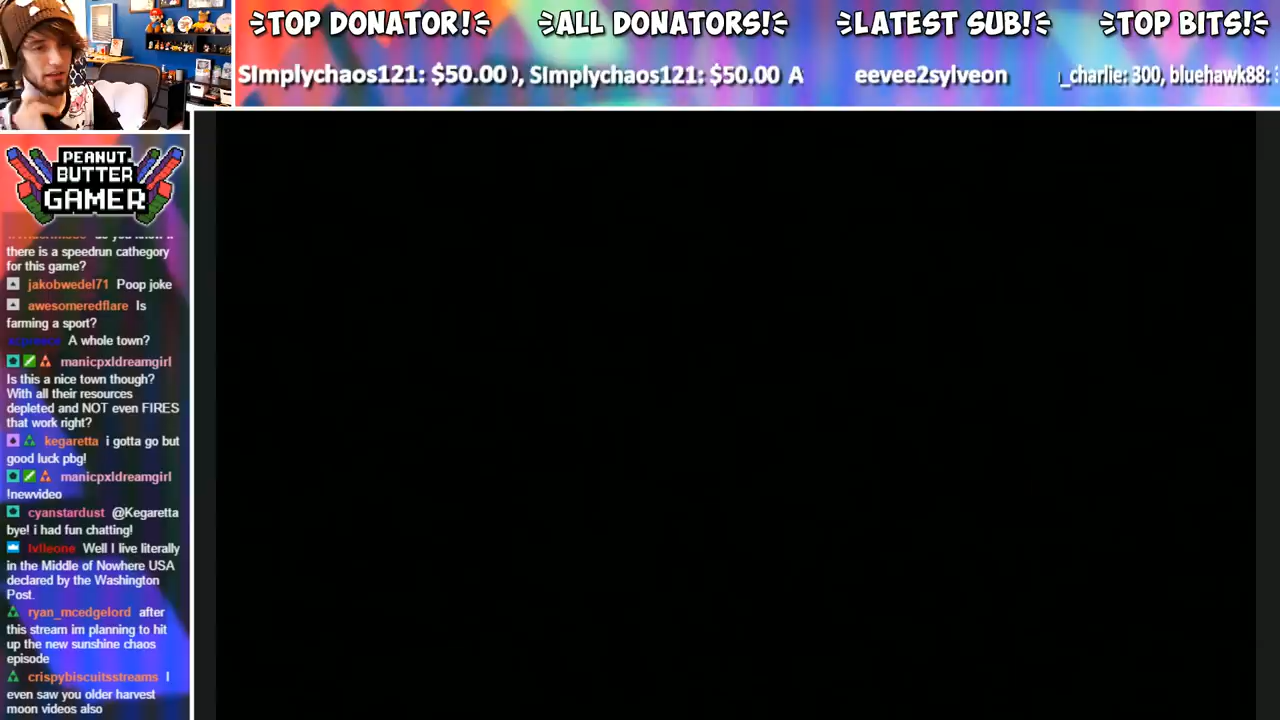 TOP DONATOR!
ALL DONATORS!
LATEST SUB!
TOP BITS!
SImplychaos121: $50.00 ), SImplychaos121: $50.00 A
eevee2sylveon
_charlie: 300, bluehawk88:
PEANUT
BUTTER
GAMER
there is a speedrun cathegory
for this game?
jakobwedel71 Poop joke
awesomeredflare Is
farming a sport?
A whole town?
manicpxldreamgirl
Is this a nice town though?
With all their resources
depleted and NOT even FIRES
that work right?
kegaretta i gotta go but
good luck pbg!
manicpxldreamgirl
!newvideo
cyanstardust @Kegaretta
bye! i had fun chatting!
Well I live literally
in the Middle of Nowhere USA
declared by the Washington
Post.
ryan_mcedgelord after
this stream im planning to hit
up the new sunshine chaos
episode
crispybiscuitsstreams I
even saw you older harvest
moon videos also